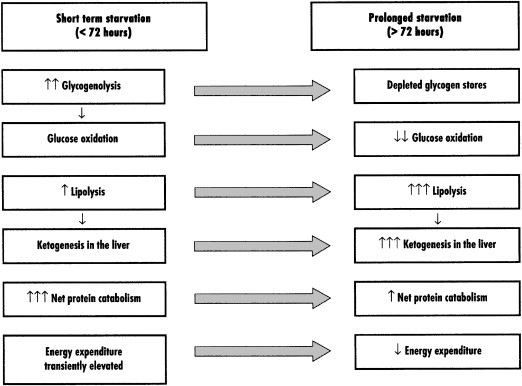 Short term starvation
(< 72 hours)
Prolonged starvation
(> 72 hours)
↑↑ Glycogenolysis
Depleted glycogen stores
↓
Glucose oxidation
↓↓ Glucose oxidation
↑ Lipolysis
↑↑↑ Lipolysis
↓
↓
Ketogenesis in the liver
↑↑↑ Ketogenesis in the liver
↑↑↑ Net protein catabolism
↑ Net protein catabolism
Energy expenditure
transiently elevated
↓ Energy expenditure